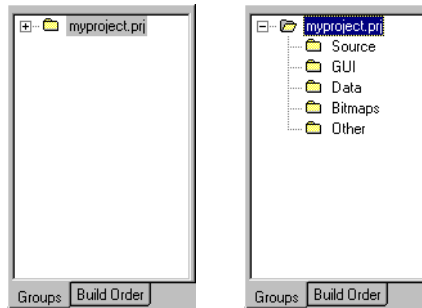 myproject.prj
Groups Build Order
myproject.prj
Source
GUI
Data
Bitmaps
Other
Groups Build Order